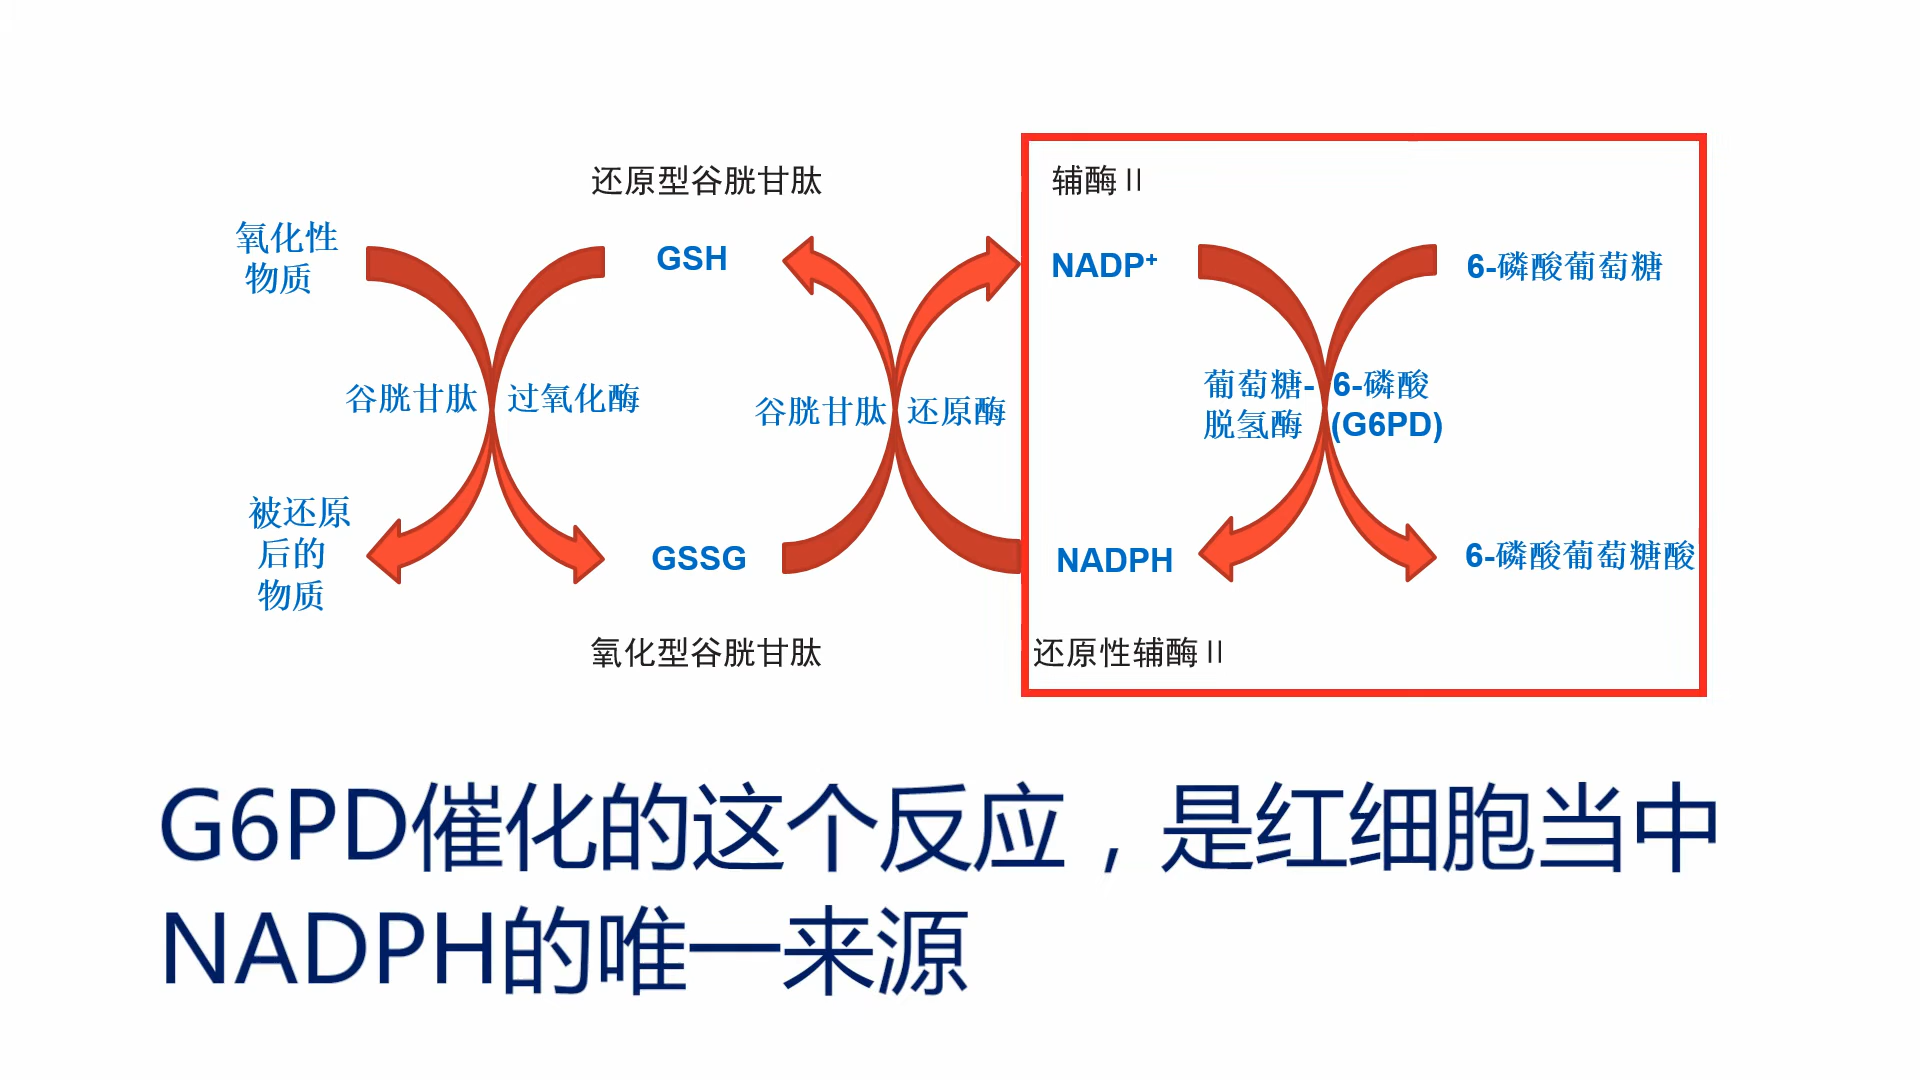 还原型谷胱甘肽
辅酶Ⅱ
氧化性
物质
GSH
NADP⁺
6-磷酸葡萄糖
谷胱甘肽 过氧化酶
谷胱甘肽 还原酶
葡萄糖-6-磷酸
脱氢酶 (G6PD)
被还原
后的
物质
GSSG
NADPH
6-磷酸葡萄糖酸
氧化型谷胱甘肽
还原性辅酶Ⅱ
G6PD催化的这个反应，是红细胞当中
NADPH的唯一来源